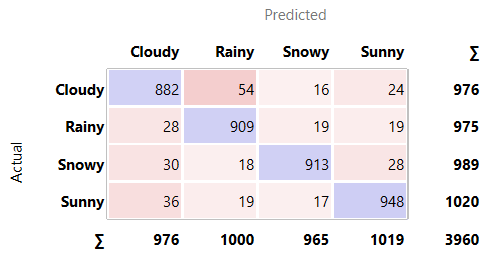 Predicted
Cloudy Rainy Snowy Sunny ∑
Cloudy 882 54 16 24 976
Rainy 28 909 19 19 975
Actual
Snowy 30 18 913 28 989
Sunny 36 19 17 948 1020
∑ 976 1000 965 1019 3960